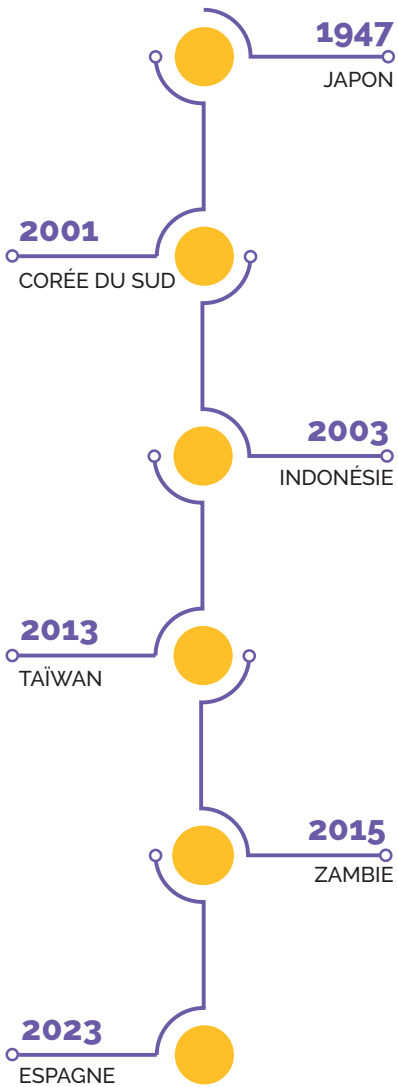 1947
JAPON
2001
CORÉE DU SUD
2003
INDONÉSIE
2013
TAÏWAN
2015
ZAMBIE
2023
ESPAGNE